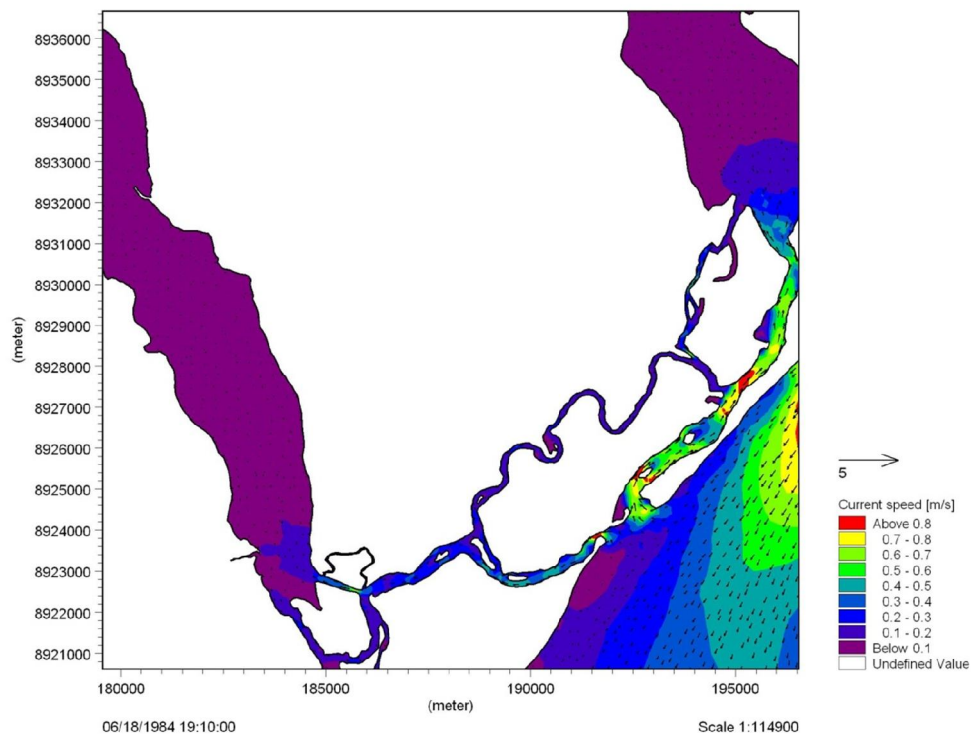 8936000
8935000
8934000
8933000
8932000
8931000
8930000
8929000
8928000
8927000
8926000
8925000
8924000
8923000
8922000
8921000
(meter)
180000
185000
190000
195000
(meter)
06/18/1984 19:10:00
Scale 1:114900
5
Current speed [m/s]
Above 0.8
0.7 - 0.8
0.6 - 0.7
0.5 - 0.6
0.4 - 0.5
0.3 - 0.4
0.2 - 0.3
0.1 - 0.2
Below 0.1
Undefined Value